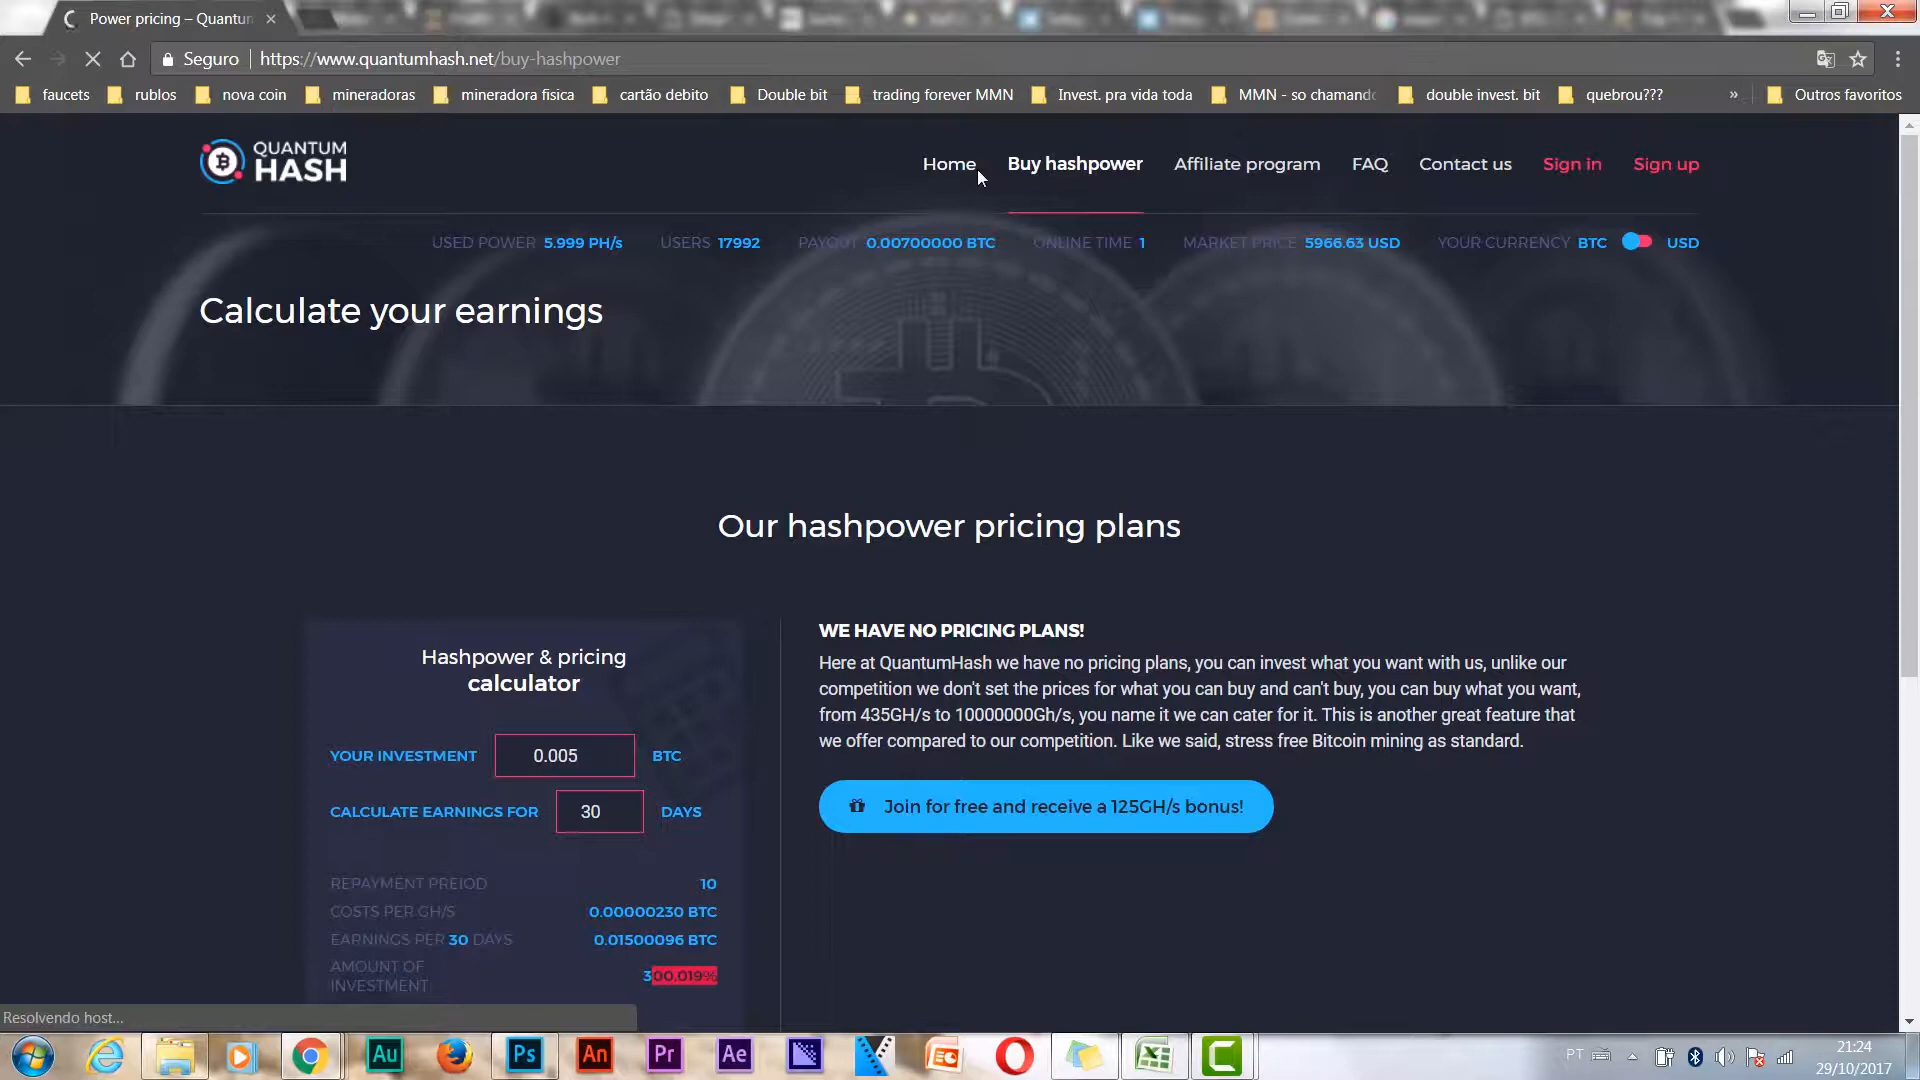 Power pricing – Quantun
Seguro https://www.quantumhash.net/buy-hashpower
faucets rublos nova coin mineradoras mineradora fisica cartão debito Double bit trading forever MMN Invest. pra vida toda MMN - so chamand double invest. bit quebrou??? » Outros favoritos
QUANTUM
HASH
Home Buy hashpower Affiliate program FAQ Contact us Sign in Sign up
USED POWER 5.999 PH/s USERS 17992 PAYOUT 0.00700000 BTC ONLINE TIME 1 MARKET PRICE 5966.63 USD YOUR CURRENCY BTC USD
Calculate your earnings
Our hashpower pricing plans
Hashpower & pricing
calculator
YOUR INVESTMENT 0.005 BTC
CALCULATE EARNINGS FOR 30 DAYS
REPAYMENT PREIOD 10
COSTS PER GH/S 0.00000230 BTC
EARNINGS PER 30 DAYS 0.01500096 BTC
AMOUNT OF
INVESTMENT 300,019%
WE HAVE NO PRICING PLANS!
Here at QuantumHash we have no pricing plans, you can invest what you want with us, unlike our
competition we don't set the prices for what you can buy and can't buy, you can buy what you want,
from 435GH/s to 10000000Gh/s, you name it we can cater for it. This is another great feature that
we offer compared to our competition. Like we said, stress free Bitcoin mining as standard.
Join for free and receive a 125GH/s bonus!
Resolvendo host...
Au Ps An Pr Ae
PT 21:24
29/10/2017